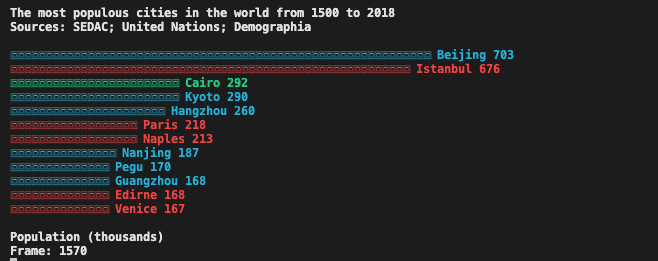 The most populous cities in the world from 1500 to 2018
Sources: SEDAC; United Nations; Demographia
Beijing 703
Istanbul 676
Cairo 292
Kyoto 290
Hangzhou 260
Paris 218
Naples 213
Nanjing 187
Pegu 170
Guangzhou 168
Edirne 168
Venice 167
Population (thousands)
Frame: 1570